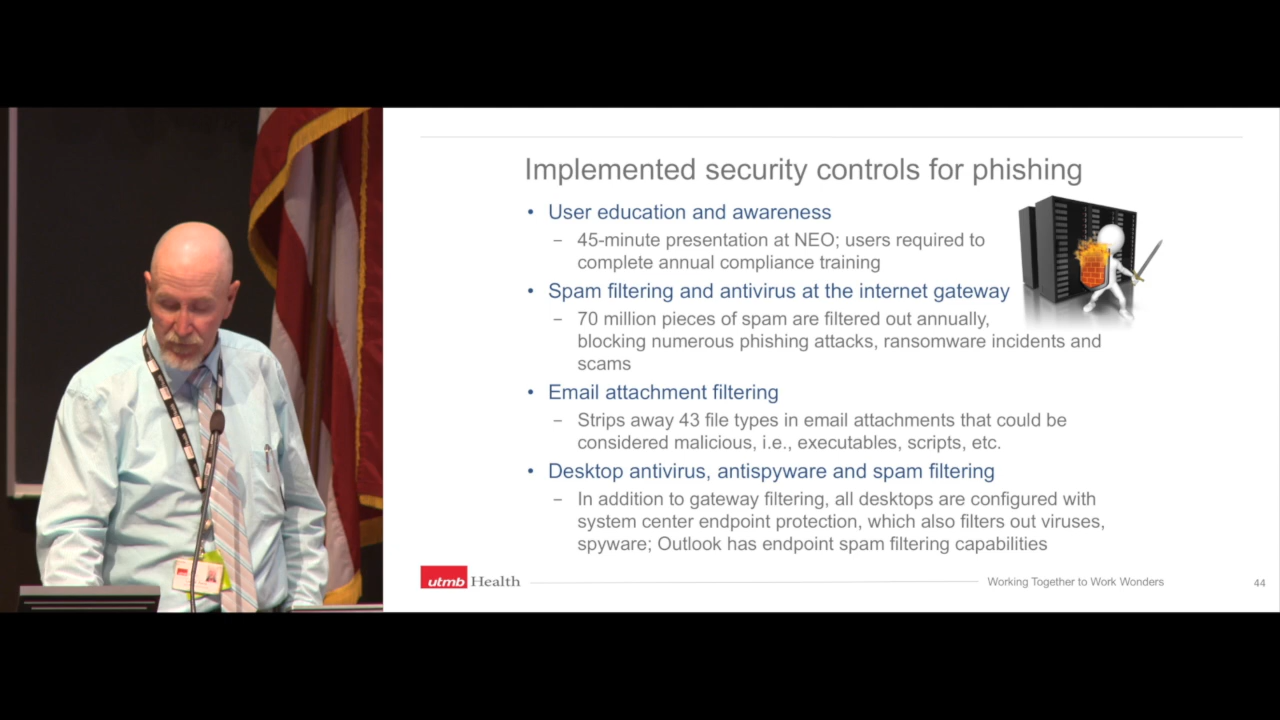 Implemented security controls for phishing
• User education and awareness
– 45-minute presentation at NEO; users required to
complete annual compliance training
• Spam filtering and antivirus at the internet gateway
– 70 million pieces of spam are filtered out annually,
blocking numerous phishing attacks, ransomware incidents and
scams
• Email attachment filtering
– Strips away 43 file types in email attachments that could be
considered malicious, i.e., executables, scripts, etc.
• Desktop antivirus, antispyware and spam filtering
– In addition to gateway filtering, all desktops are configured with
system center endpoint protection, which also filters out viruses,
spyware; Outlook has endpoint spam filtering capabilities
utmb Health
Working Together to Work Wonders
44